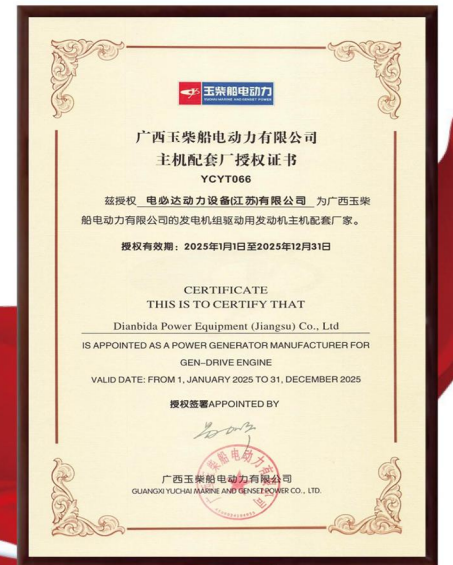 玉柴船电动力
YUCHAI MARINE AND GENSET POWER
广西玉柴船电动力有限公司
主机配套厂授权证书
YCYT066
兹授权 电必达动力设备(江苏)有限公司 为广西玉柴
船电动力有限公司的发电机组驱动用发动机主机配套厂家。
授权有效期：2025年1月1日至2025年12月31日
CERTIFICATE
THIS IS TO CERTIFY THAT
Dianbida Power Equipment (Jiangsu) Co., Ltd
IS APPOINTED AS A POWER GENERATOR MANUFACTURER FOR
GEN-DRIVE ENGINE
VALID DATE: FROM 1, JANUARY 2025 TO 31, DECEMBER 2025
授权签署APPOINTED BY
广西玉柴船电动力有限公司
GUANGXI YUCHAI MARINE AND GENSET POWER CO., LTD.